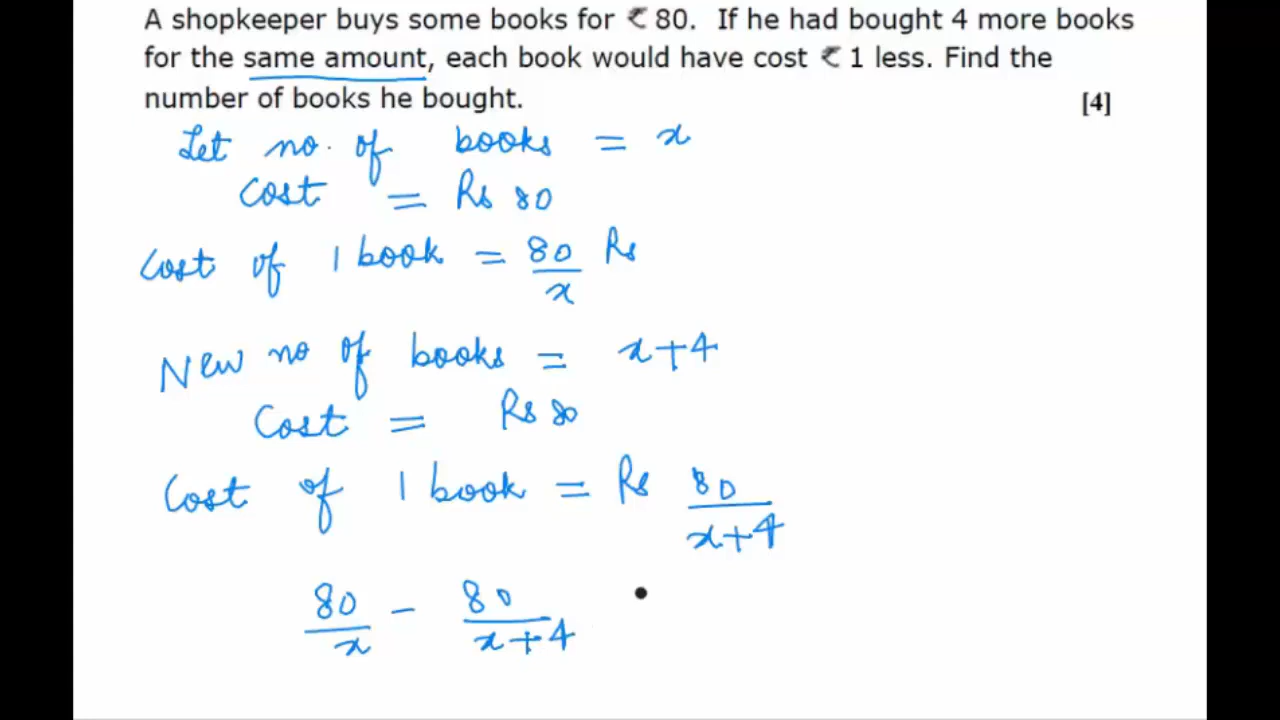 A shopkeeper buys some books for ₹ 80. If he had bought 4 more books
for the same amount, each book would have cost ₹ 1 less. Find the
number of books he bought. [4]
Let no. of books = x
Cost = Rs 80
Cost of 1 book = 80/x Rs
New no of books = x+4
Cost = Rs 80
Cost of 1 book = Rs 80/(x+4)
80/x - 80/(x+4)